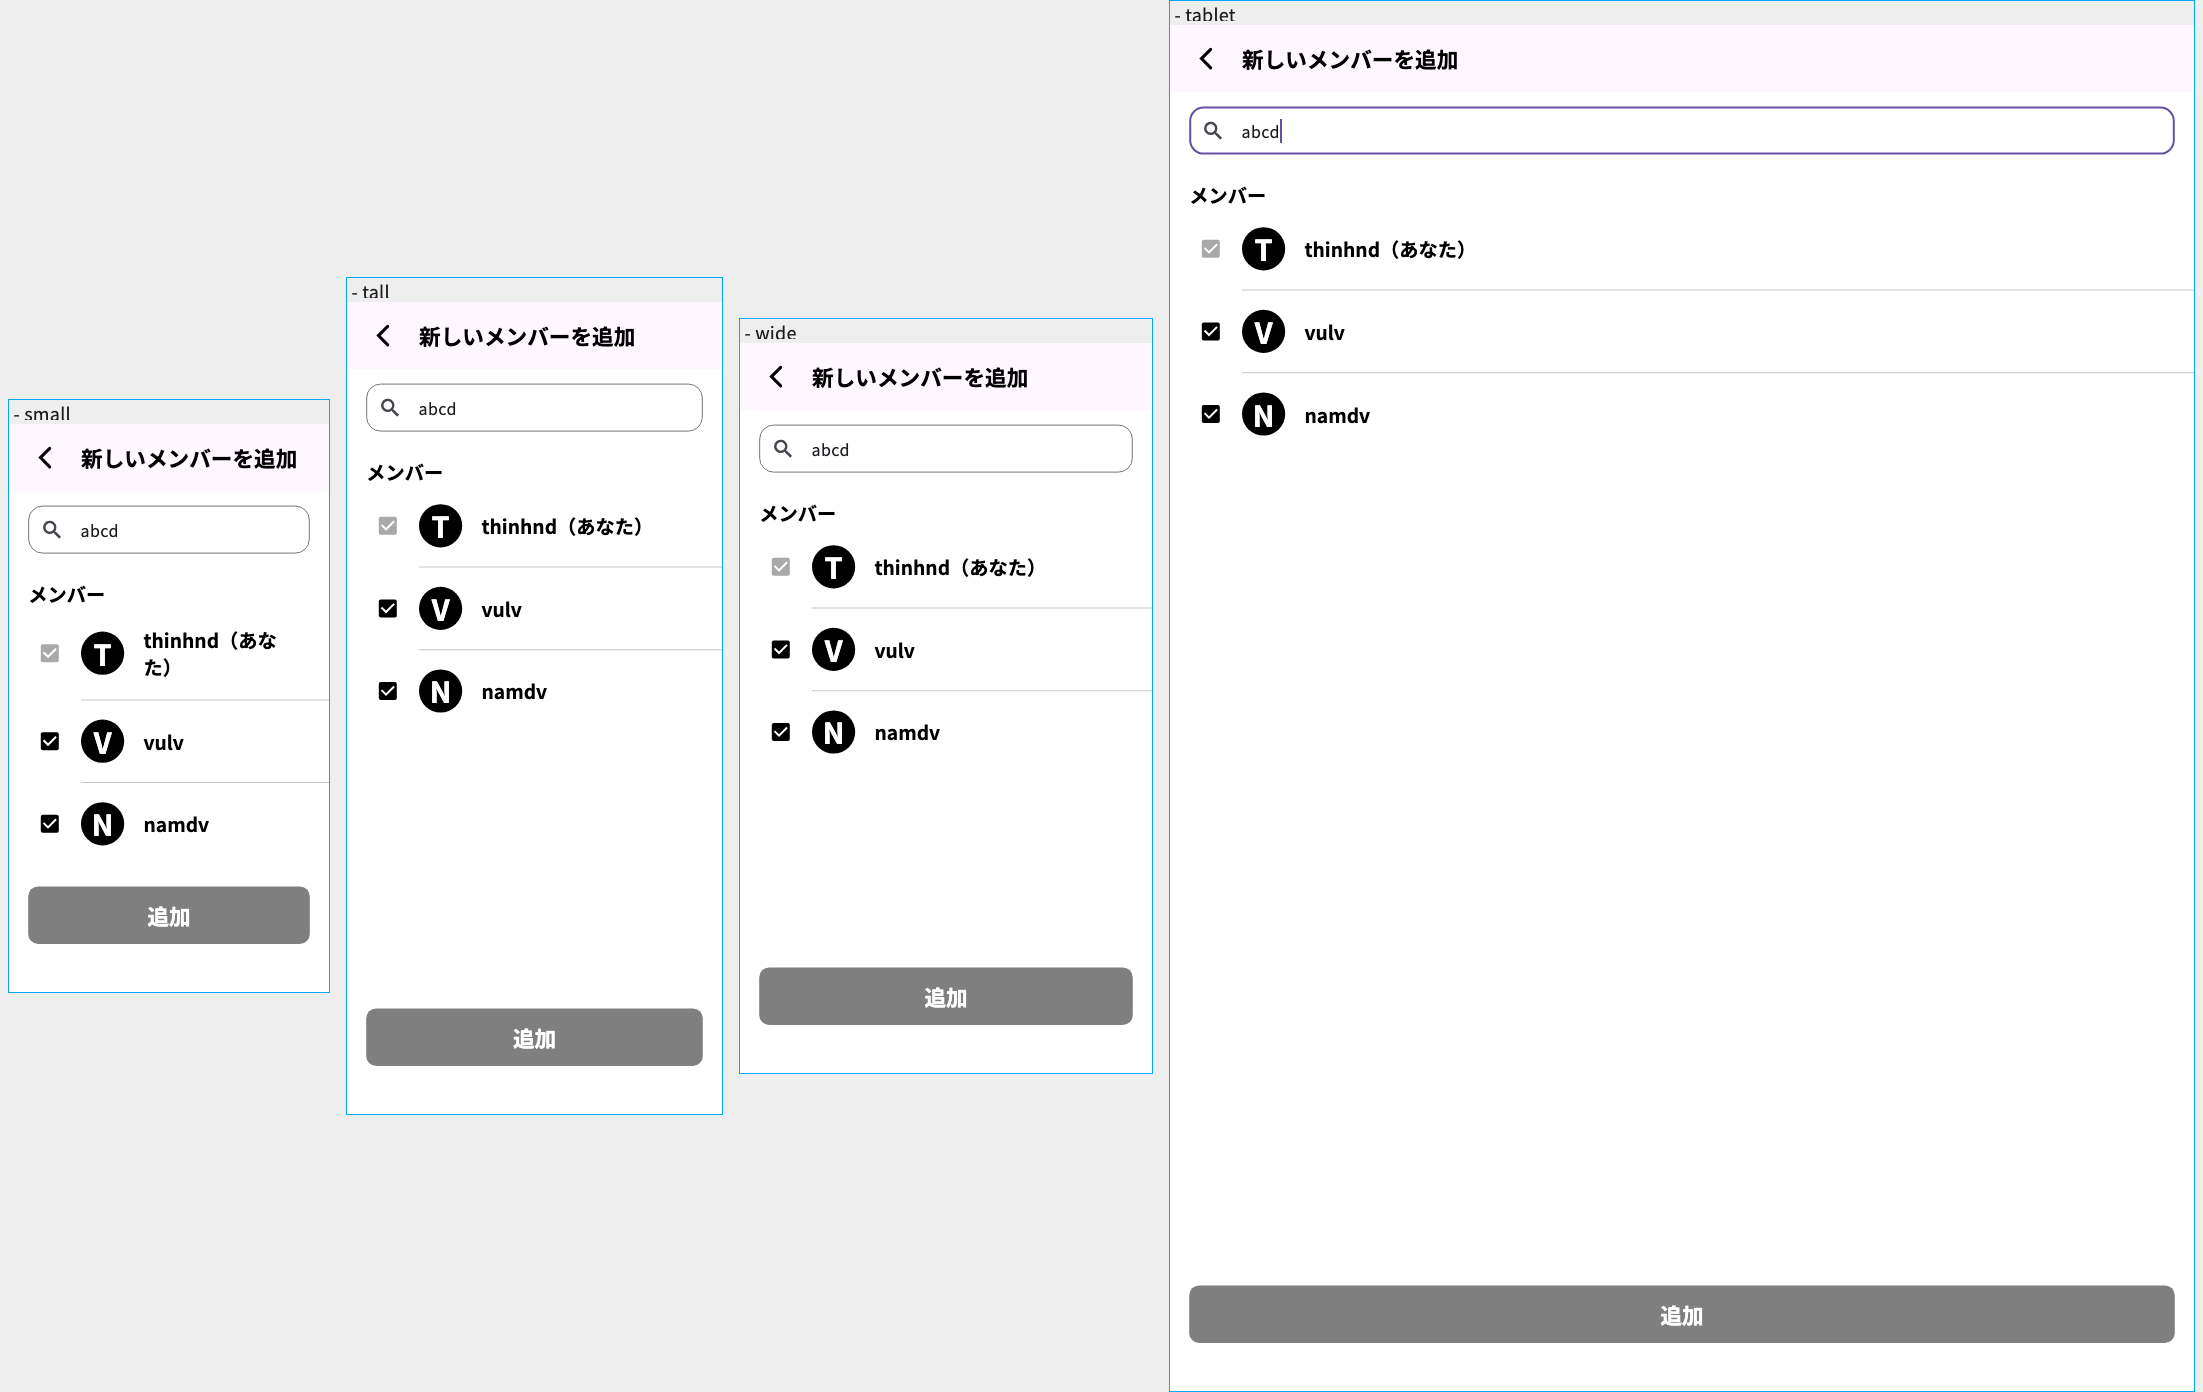 - small
新しいメンバーを追加
abcd
メンバー
T
thinhnd（あな
た）
V
vulv
N
namdv
追加
- tall
新しいメンバーを追加
abcd
メンバー
T
thinhnd（あなた）
V
vulv
N
namdv
追加
- wide
新しいメンバーを追加
abcd
メンバー
T
thinhnd（あなた）
V
vulv
N
namdv
追加
- tablet
新しいメンバーを追加
abcd
メンバー
T
thinhnd（あなた）
V
vulv
N
namdv
追加